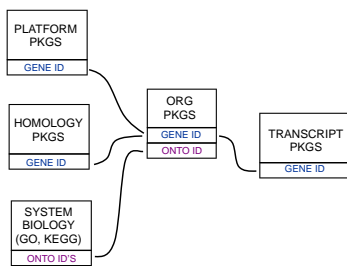 PLATFORM
PKGS
GENE ID
HOMOLOGY
PKGS
GENE ID
SYSTEM
BIOLOGY
(GO, KEGG)
ONTO ID'S
ORG
PKGS
GENE ID
ONTO ID
TRANSCRIPT
PKGS
GENE ID